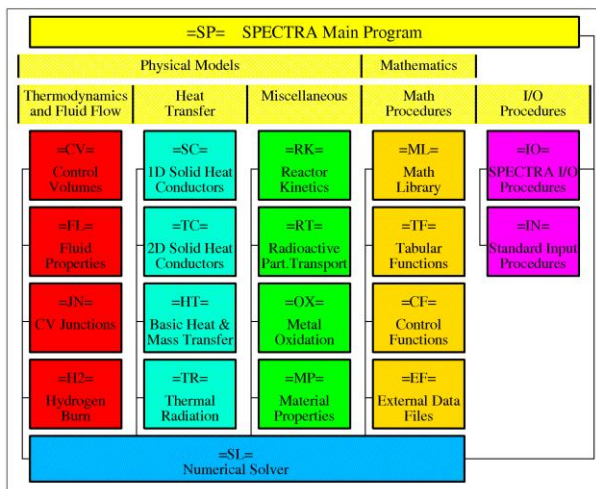 =SP= SPECTRA Main Program
Physical Models
Mathematics
Thermodynamics
and Fluid Flow
Heat
Transfer
Miscellaneous
Math
Procedures
I/O
Procedures
=CV=
Control
Volumes
=SC=
1D Solid Heat
Conductors
=RK=
Reactor
Kinetics
=ML=
Math
Library
=IO=
SPECTRA I/O
Procedures
=FL=
Fluid
Properties
=TC=
2D Solid Heat
Conductors
=RT=
Radioactive
Part.Transport
=TF=
Tabular
Functions
=IN=
Standard Input
Procedures
=JN=
CV Junctions
=HT=
Basic Heat &
Mass Transfer
=OX=
Metal
Oxidation
=CF=
Control
Functions
=H2=
Hydrogen
Burn
=TR=
Thermal
Radiation
=MP=
Material
Properties
=EF=
External Data
Files
=SL=
Numerical Solver